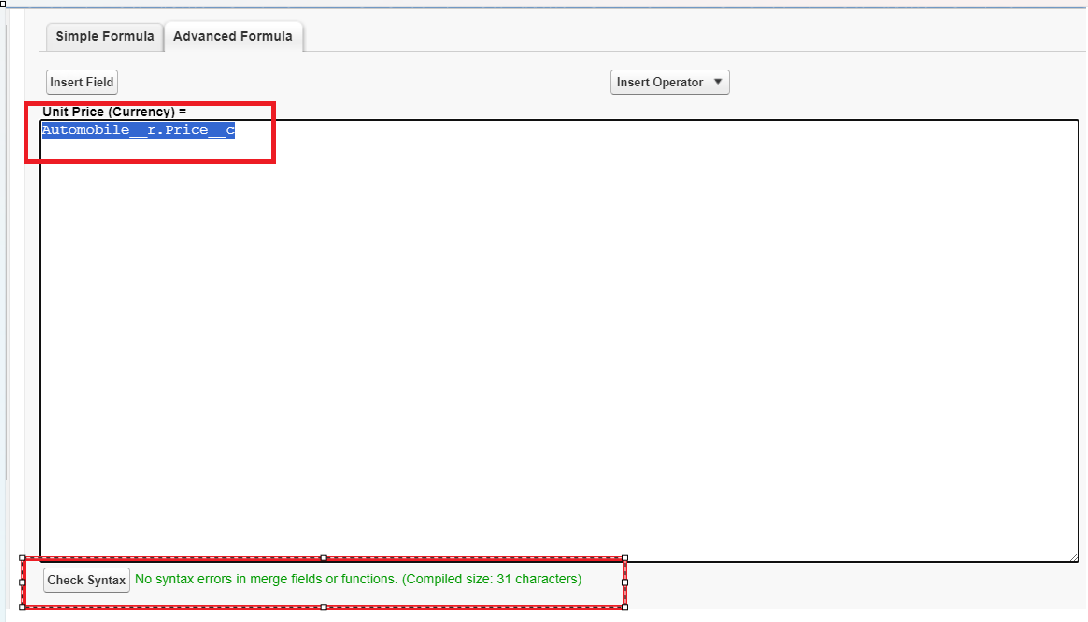 Simple Formula Advanced Formula
Insert Field Insert Operator
Unit Price (Currency) =
Automobile__r.Price__c
Check Syntax No syntax errors in merge fields or functions. (Compiled size: 31 characters)